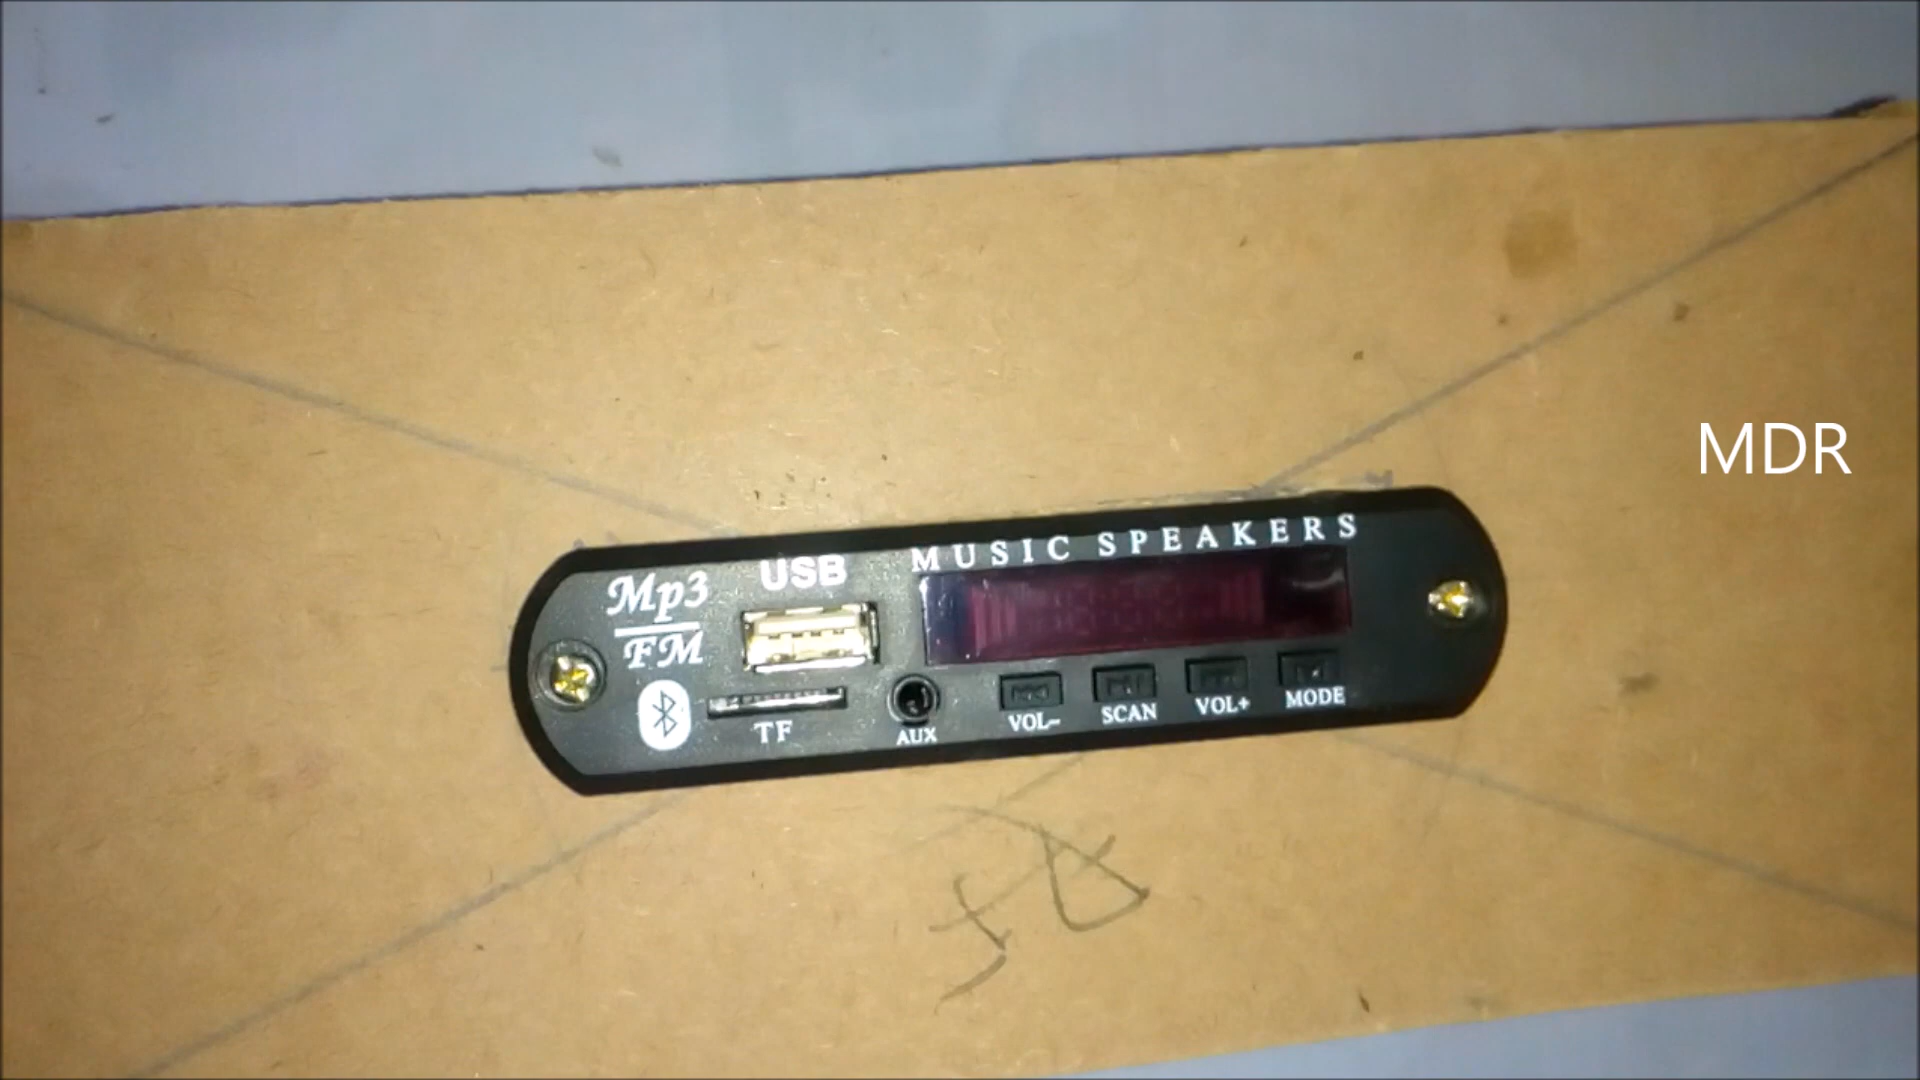 MDR
MUSIC SPEAKERS
USB
Mp3
FM
TF
AUX
VOL-
SCAN
VOL+
MODE